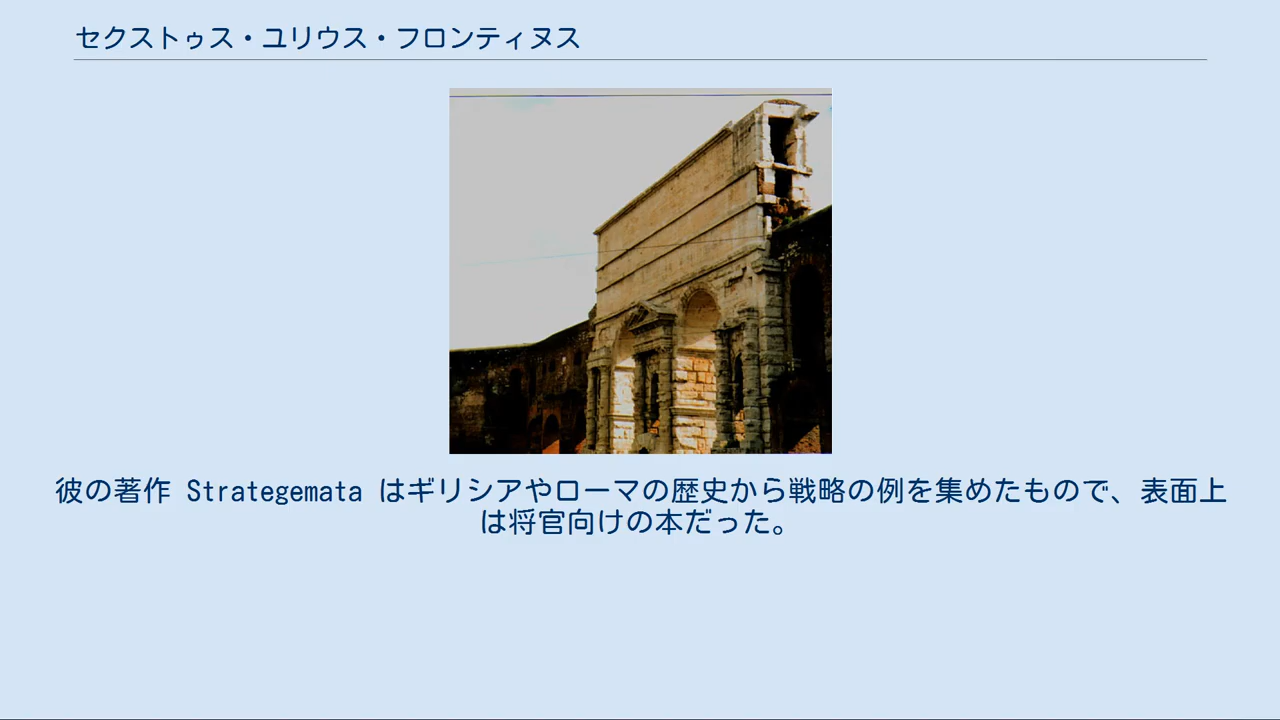 セクストゥス・ユリウス・フロンティヌス
彼の著作 Strategemata はギリシアやローマの歴史から戦略の例を集めたもので、表面上
は将官向けの本だった。